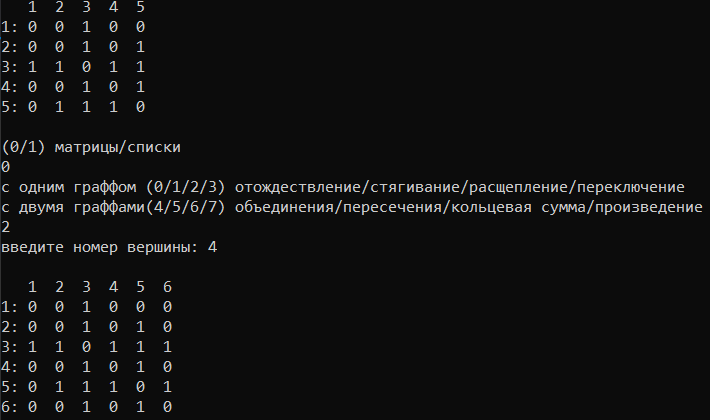 1 2 3 4 5
1: 0 0 1 0 0
2: 0 0 1 0 1
3: 1 1 0 1 1
4: 0 0 1 0 1
5: 0 1 1 1 0
(0/1) матрицы/списки
0
с одним граффом (0/1/2/3) отождествление/стягивание/расщепление/переключение
с двумя граффами(4/5/6/7) объединения/пересечения/кольцевая сумма/произведение
2
введите номер вершины: 4
1 2 3 4 5 6
1: 0 0 1 0 0 0
2: 0 0 1 0 1 0
3: 1 1 0 1 1 1
4: 0 0 1 0 1 0
5: 0 1 1 1 0 1
6: 0 0 1 0 1 0